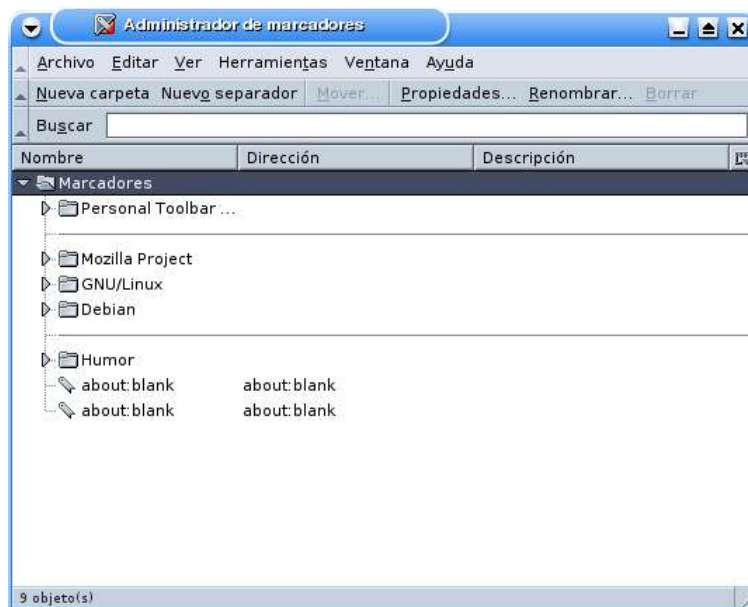 Administrador de marcadores
Archivo Editar Ver Herramientas Ventana Ayuda
Nueva carpeta Nuevo separador Mover... Propiedades... Renombrar... Borrar
Buscar
Nombre Dirección Descripción
Marcadores
Personal Toolbar ...
Mozilla Project
GNU/Linux
Debian
Humor
about:blank about:blank
about:blank about:blank
9 objeto(s)